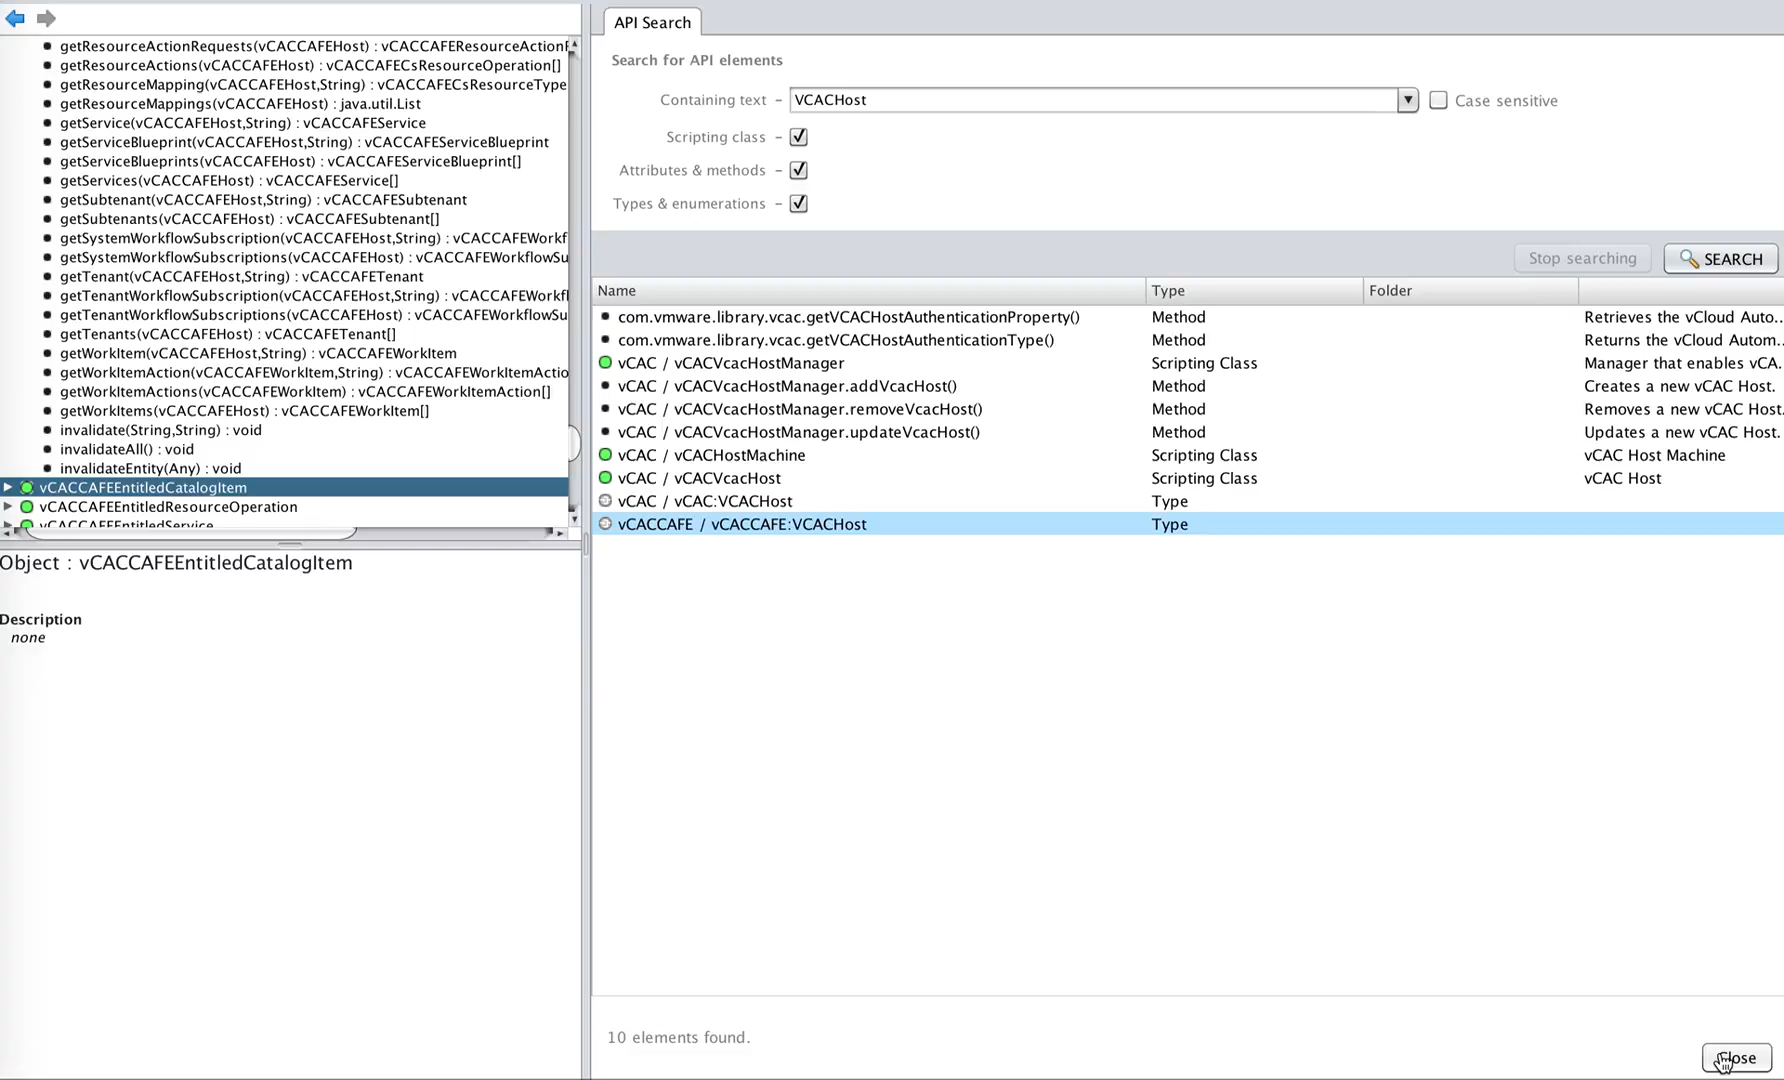 getResourceActionRequests(vCACCAFEHost) : vCACCAFEResourceActionF
getResourceActions(vCACCAFEHost) : vCACCAFECsResourceOperation[]
getResourceMapping(vCACCAFEHost,String) : vCACCAFECsResourceType
getResourceMappings(vCACCAFEHost) : java.util.List
getService(vCACCAFEHost,String) : vCACCAFEService
getServiceBlueprint(vCACCAFEHost,String) : vCACCAFEServiceBlueprint
getServiceBlueprints(vCACCAFEHost) : vCACCAFEServiceBlueprint[]
getServices(vCACCAFEHost) : vCACCAFEService[]
getSubtenant(vCACCAFEHost,String) : vCACCAFESubtenant
getSubtenants(vCACCAFEHost) : vCACCAFESubtenant[]
getSystemWorkflowSubscription(vCACCAFEHost,String) : vCACCAFEWorkf
getSystemWorkflowSubscriptions(vCACCAFEHost) : vCACCAFEWorkflowSu
getTenant(vCACCAFEHost,String) : vCACCAFETenant
getTenantWorkflowSubscription(vCACCAFEHost,String) : vCACCAFEWorkfl
getTenantWorkflowSubscriptions(vCACCAFEHost) : vCACCAFEWorkflowSu
getTenants(vCACCAFEHost) : vCACCAFETenant[]
getWorkItem(vCACCAFEHost,String) : vCACCAFEWorkItem
getWorkItemAction(vCACCAFEWorkItem,String) : vCACCAFEWorkItemActio
getWorkItemActions(vCACCAFEWorkItem) : vCACCAFEWorkItemAction[]
getWorkItems(vCACCAFEHost) : vCACCAFEWorkItem[]
invalidate(String,String) : void
invalidateAll() : void
invalidateEntity(Any) : void
vCACCAFEEntitledCatalogItem
vCACCAFEEntitledResourceOperation
vCACCAFEEntitledService
Object : vCACCAFEEntitledCatalogItem
Description
none
API Search
Search for API elements
Containing text – VCACHost Case sensitive
Scripting class –
Attributes & methods –
Types & enumerations –
Stop searching SEARCH
Name Type Folder
com.vmware.library.vcac.getVCACHostAuthenticationProperty() Method Retrieves the vCloud Auto..
com.vmware.library.vcac.getVCACHostAuthenticationType() Method Returns the vCloud Autom..
vCAC / vCACVcacHostManager Scripting Class Manager that enables vCA.
vCAC / vCACVcacHostManager.addVcacHost() Method Creates a new vCAC Host.
vCAC / vCACVcacHostManager.removeVcacHost() Method Removes a new vCAC Host.
vCAC / vCACVcacHostManager.updateVcacHost() Method Updates a new vCAC Host.
vCAC / vCACHostMachine Scripting Class vCAC Host Machine
vCAC / vCACVcacHost Scripting Class vCAC Host
vCAC / vCAC:VCACHost Type
vCACCAFE / vCACCAFE:VCACHost Type
10 elements found.
Close